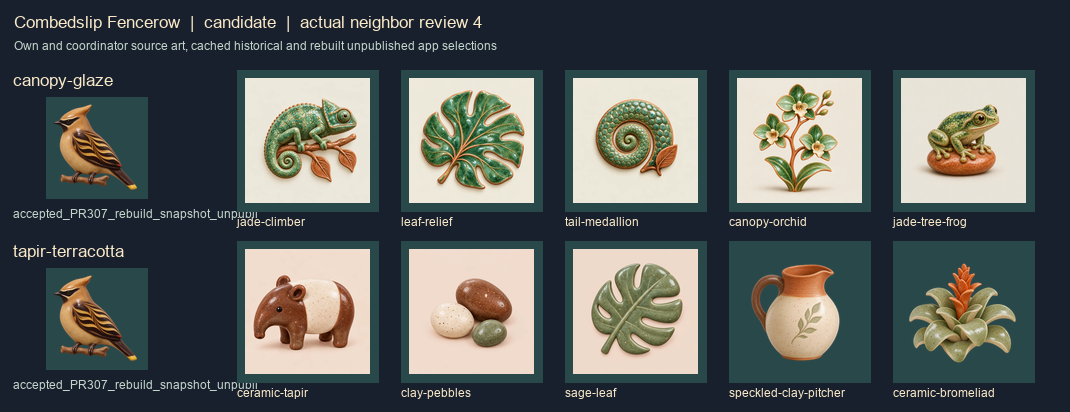 Combedslip Fencerow | candidate | actual neighbor review 4
Own and coordinator source art, cached historical and rebuilt unpublished app selections
canopy-glaze
accepted_PR307_rebuild_snapshot_unpubli
jade-climber
leaf-relief
tail-medallion
canopy-orchid
jade-tree-frog
tapir-terracotta
accepted_PR307_rebuild_snapshot_unpubli
ceramic-tapir
clay-pebbles
sage-leaf
speckled-clay-pitcher
ceramic-bromeliad